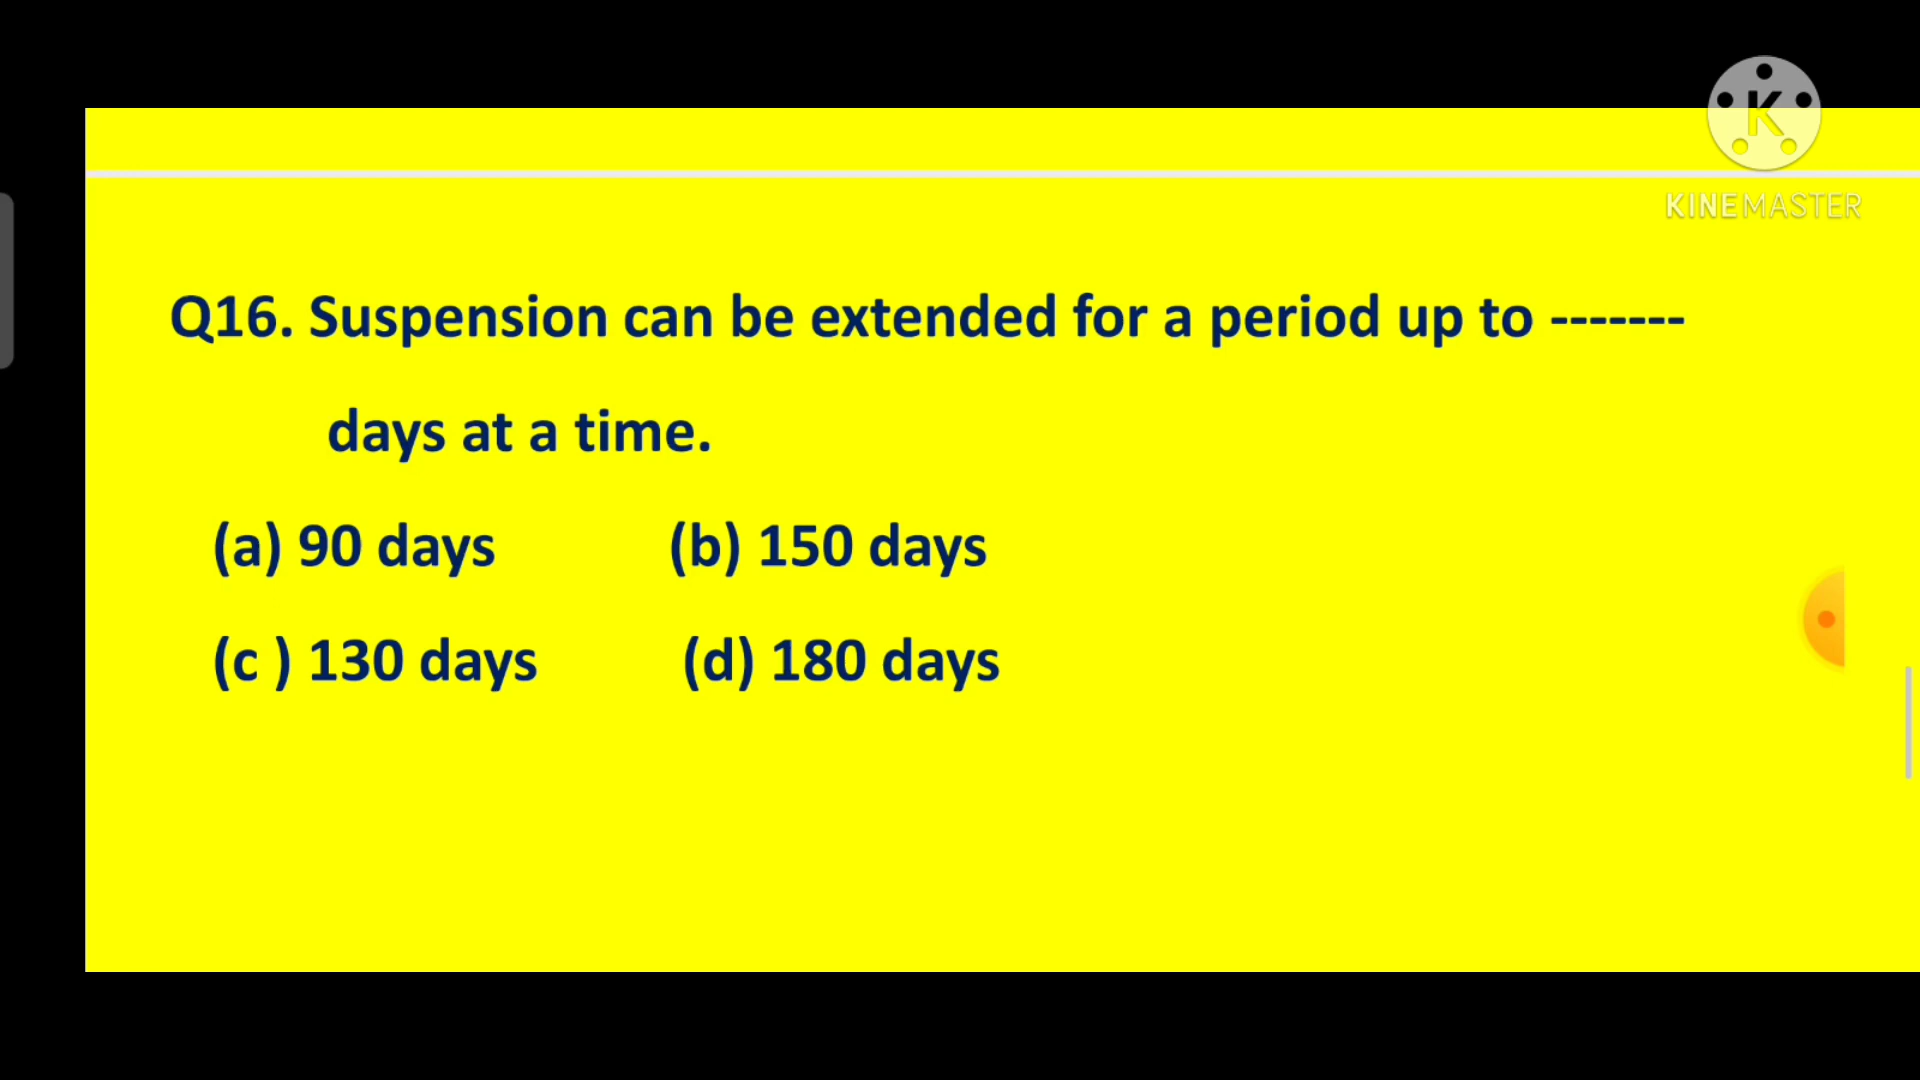 K
KINEMASTER
Q16. Suspension can be extended for a period up to -------
days at a time.
(a) 90 days (b) 150 days
(c ) 130 days (d) 180 days